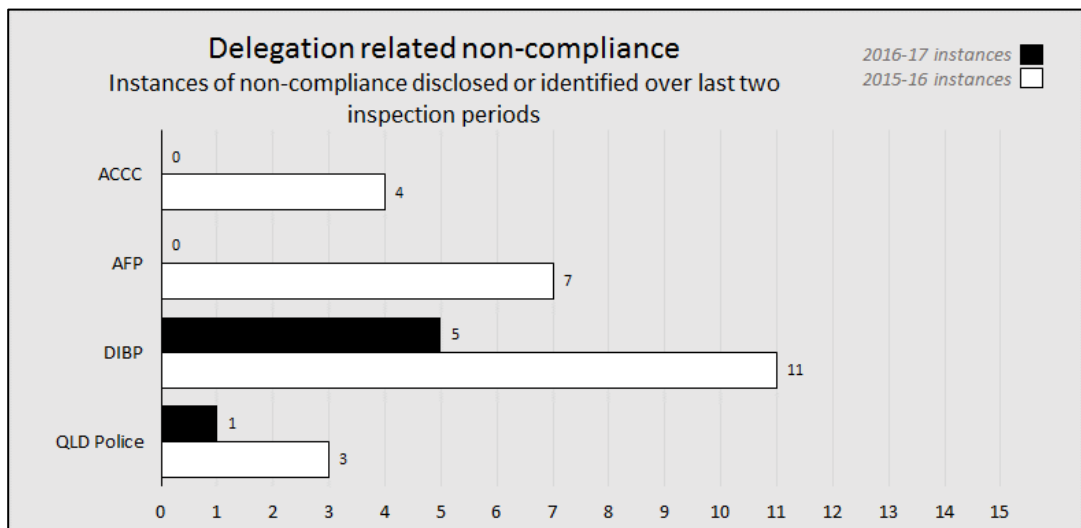 Delegation related non-compliance
Instances of non-compliance disclosed or identified over last two
inspection periods
2016-17 instances
2015-16 instances
ACCC
0
4
AFP
0
7
DIBP
5
11
QLD Police
1
3
0 1 2 3 4 5 6 7 8 9 10 11 12 13 14 15